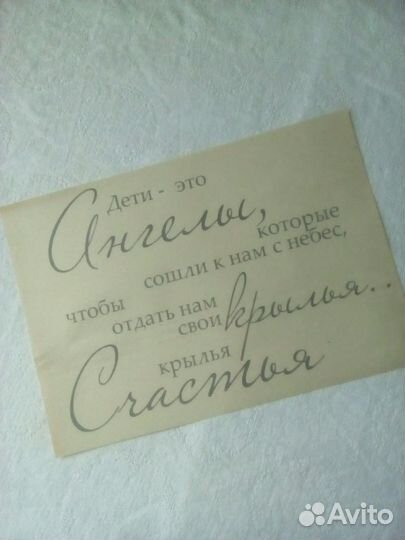 Дети - это
Ангелы,
которые
сошли к нам с небес,
чтобы
отдать нам
свои крылья..
крылья
Счастья
Avito